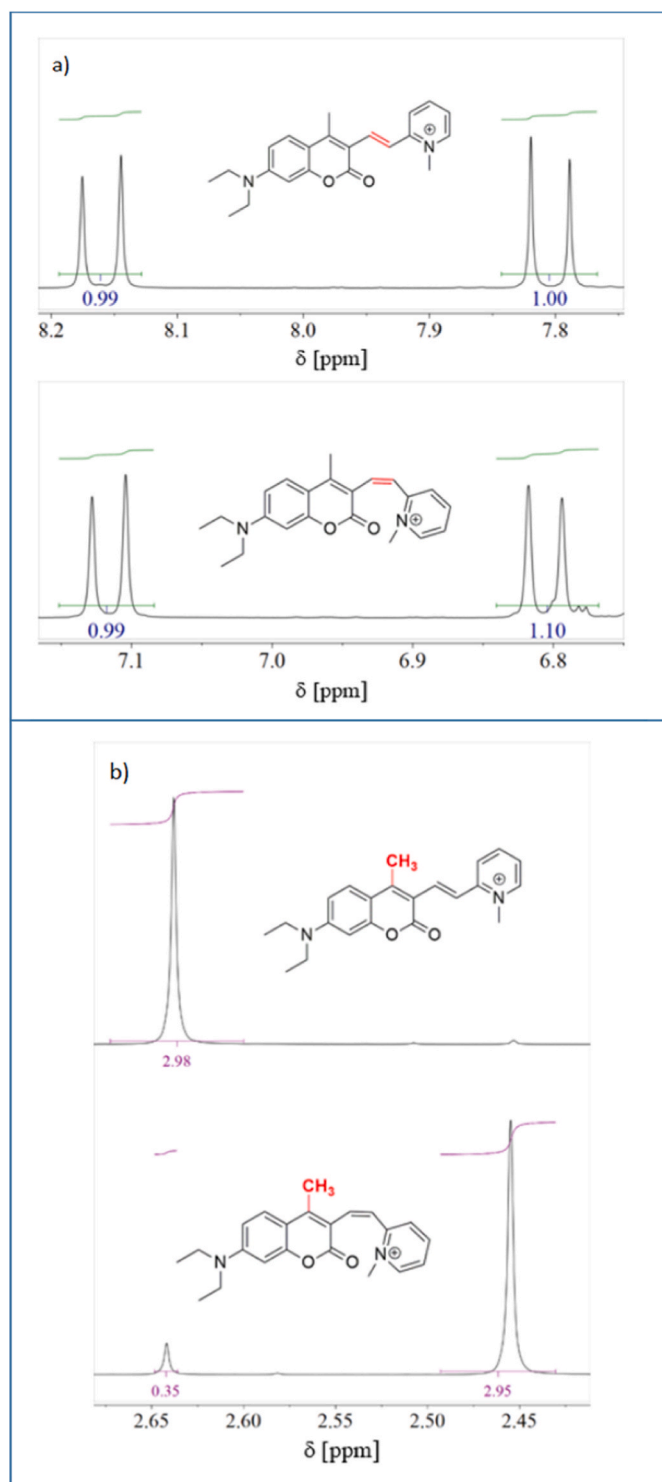 a)
N
O
O
N
+
0.99
1.00
8.2 8.1 8.0 7.9 7.8
δ [ppm]
N
O
O
N
+
0.99
1.10
7.1 7.0 6.9 6.8
δ [ppm]
b)
CH3
N
O
O
N
+
2.98
CH3
N
O
O
N
+
0.35
2.95
2.65 2.60 2.55 2.50 2.45
δ [ppm]